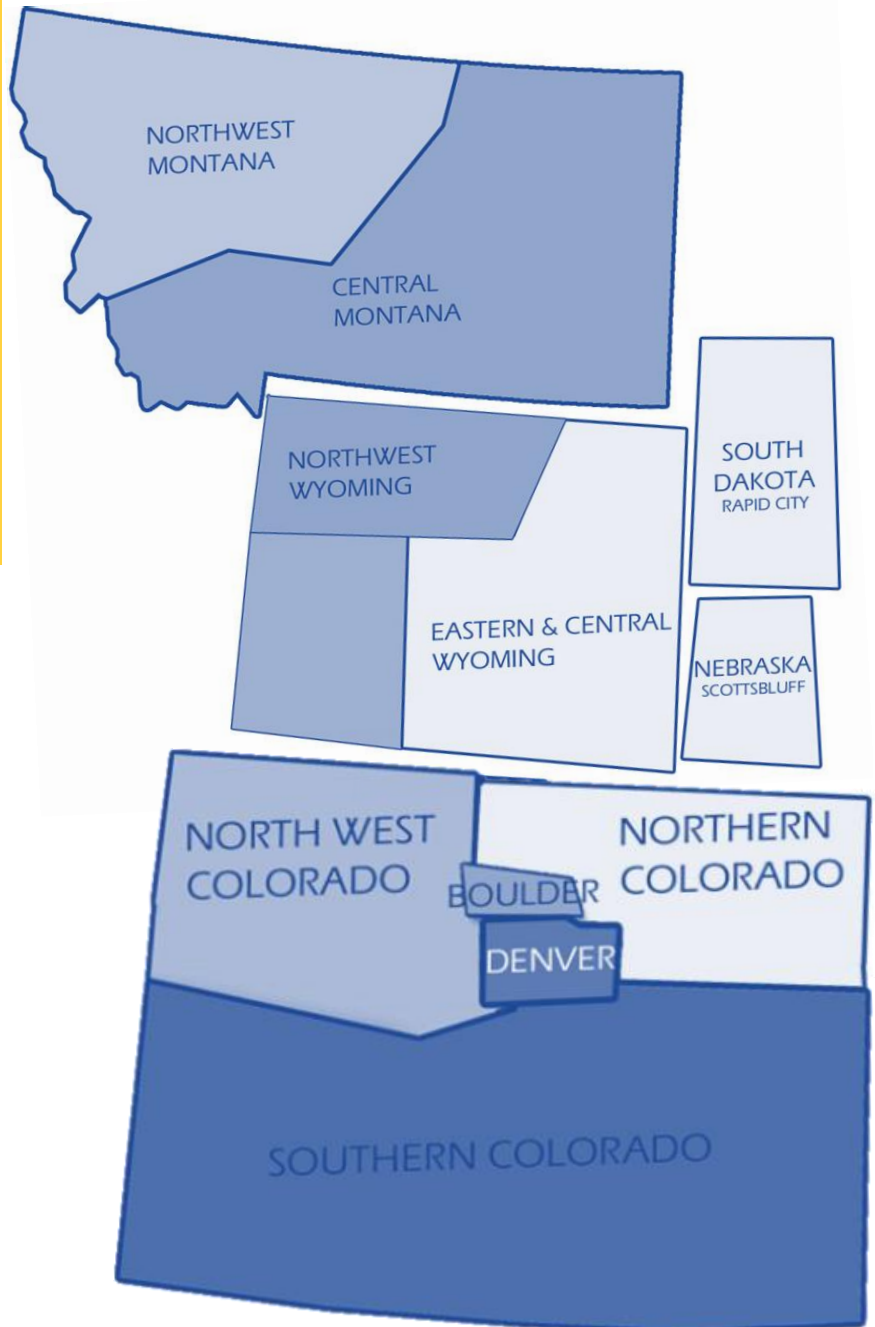 NORTHWEST
MONTANA
CENTRAL
MONTANA
SOUTH
DAKOTA
RAPID CITY
NORTHWEST
WYOMING
EASTERN & CENTRAL
WYOMING
NEBRASKA
SCOTTSBLUFF
NORTH WEST
COLORADO
NORTHERN
COLORADO
BOULDER
DENVER
SOUTHERN COLORADO